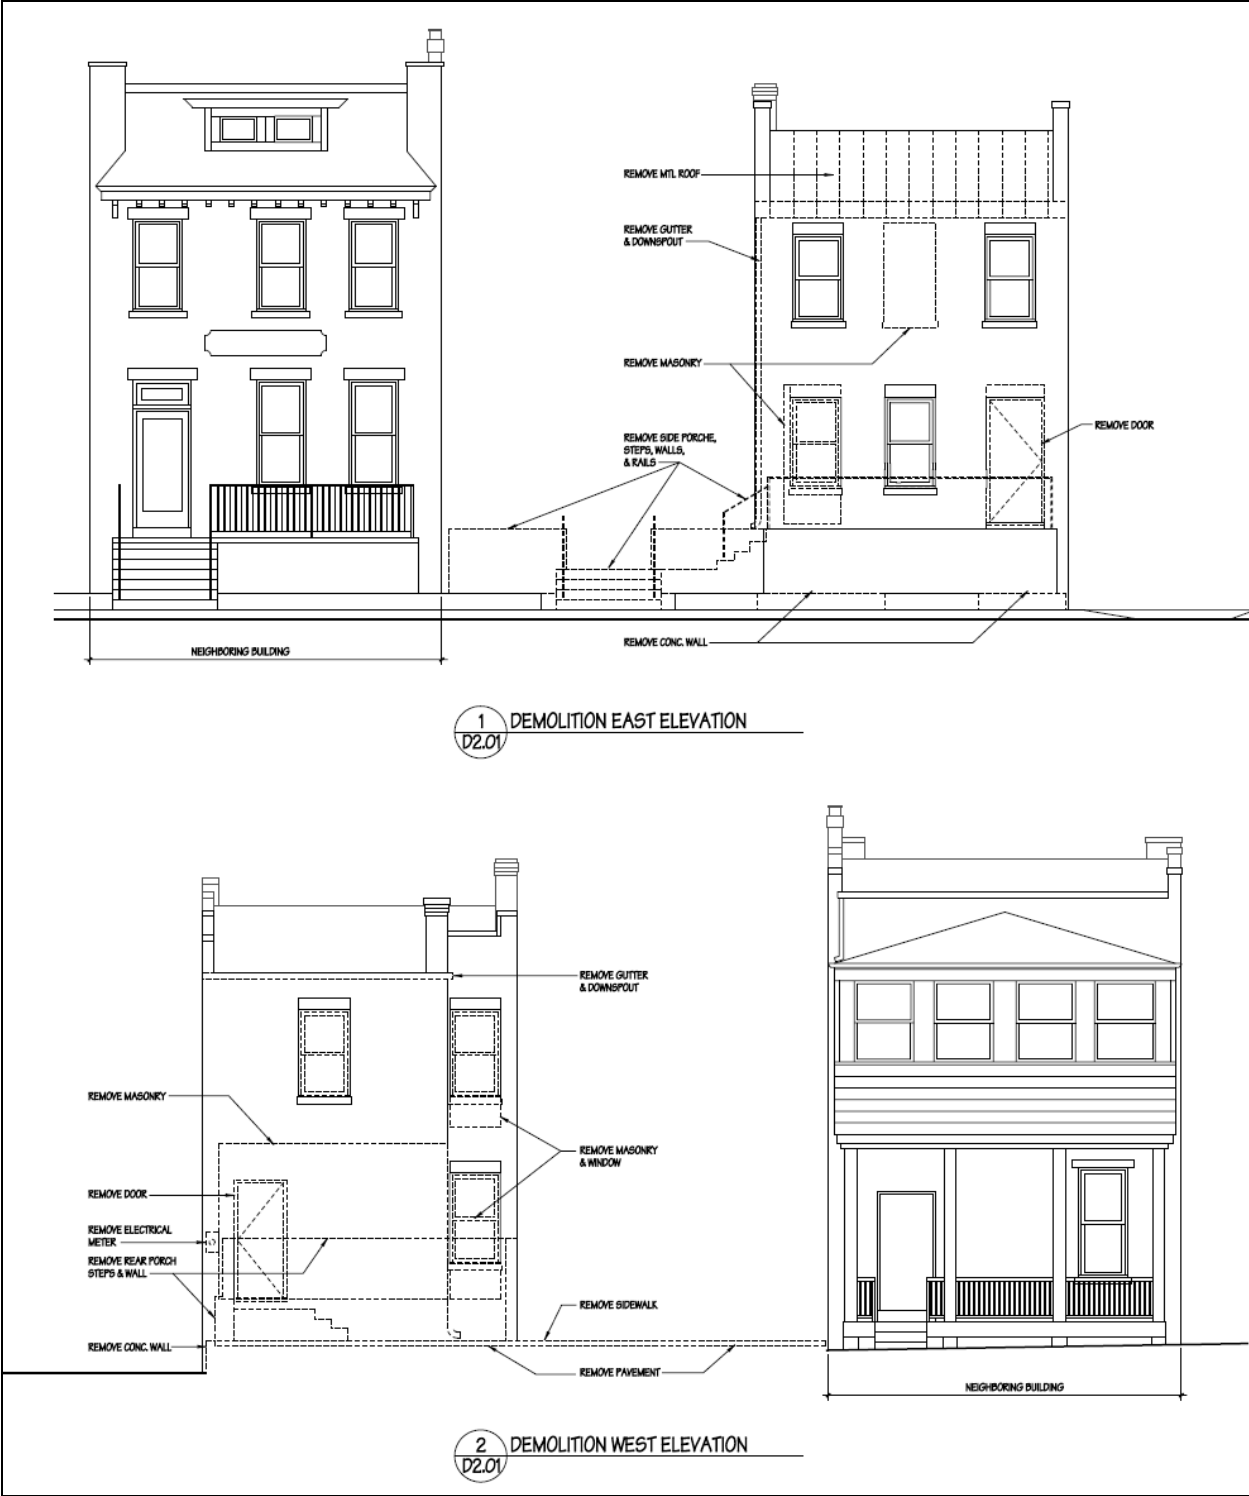 REMOVE MTL ROOF
REMOVE GUTTER
& DOWNSPOUT
REMOVE MASONRY
REMOVE SIDE PORCHE,
STEPS, WALLS,
& RAILS
REMOVE DOOR
REMOVE CONC. WALL
NEIGHBORING BUILDING
1
D2.01
DEMOLITION EAST ELEVATION
REMOVE GUTTER
& DOWNSPOUT
REMOVE MASONRY
REMOVE MASONRY
& WINDOW
REMOVE DOOR
REMOVE ELECTRICAL
METER
REMOVE REAR PORCH
STEPS & WALL
REMOVE SIDEWALK
REMOVE CONC. WALL
REMOVE PAVEMENT
NEIGHBORING BUILDING
2
D2.01
DEMOLITION WEST ELEVATION